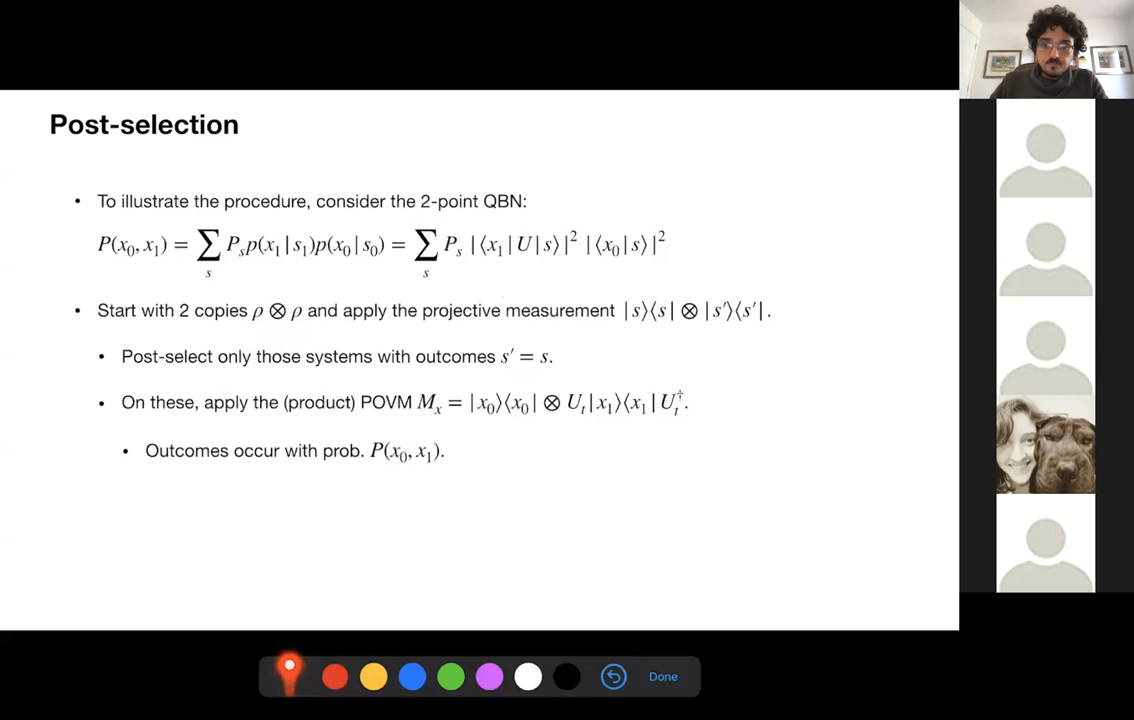 Post-selection
• To illustrate the procedure, consider the 2-point QBN:
P(x₀, x₁) = ∑ₛ Pₛ p(x₁ | s₁) p(x₀ | s₀) = ∑ₛ Pₛ |⟨x₁ | U | s⟩|² |⟨x₀ | s⟩|²
• Start with 2 copies ρ ⊗ ρ and apply the projective measurement |s⟩⟨s| ⊗ |s′⟩⟨s′|.
• Post-select only those systems with outcomes s′ = s.
• On these, apply the (product) POVM Mₓ = |x₀⟩⟨x₀| ⊗ Uₜ|x₁⟩⟨x₁|Uₜ†.
• Outcomes occur with prob. P(x₀, x₁).
Done